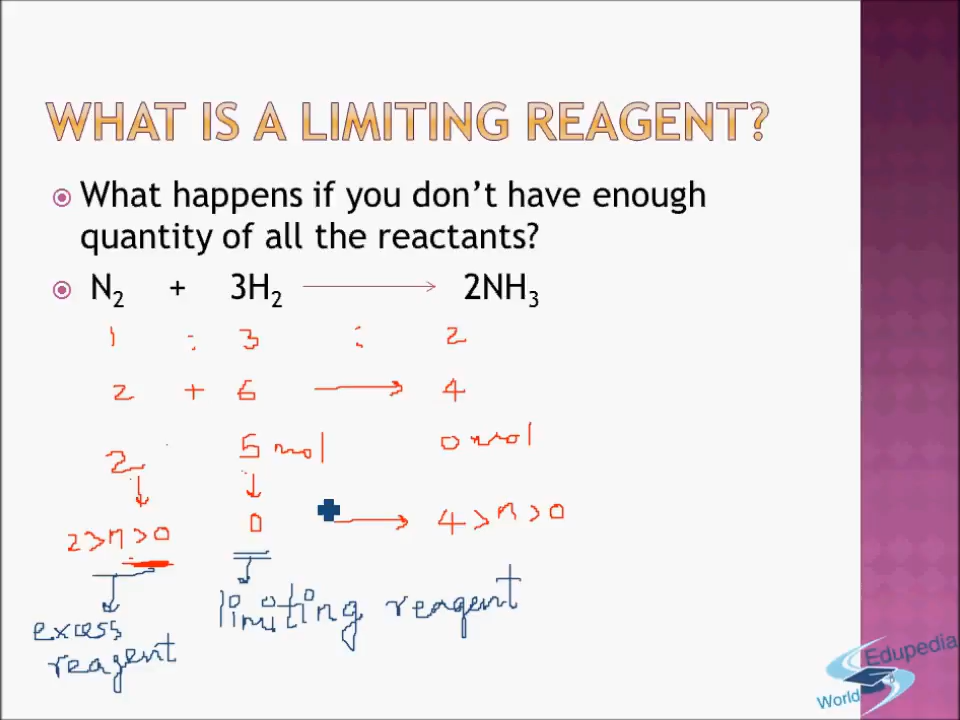 WHAT IS A LIMITING REAGENT?
What happens if you don't have enough
quantity of all the reactants?
N₂ + 3H₂ → 2NH₃
1 : 3 : 2
2 + 6 → 4
2 5 mol 0 mol
↓ ↓
2>n>0 0 → 4>n>0
limiting reagent
excess
reagent
Edupedia
World